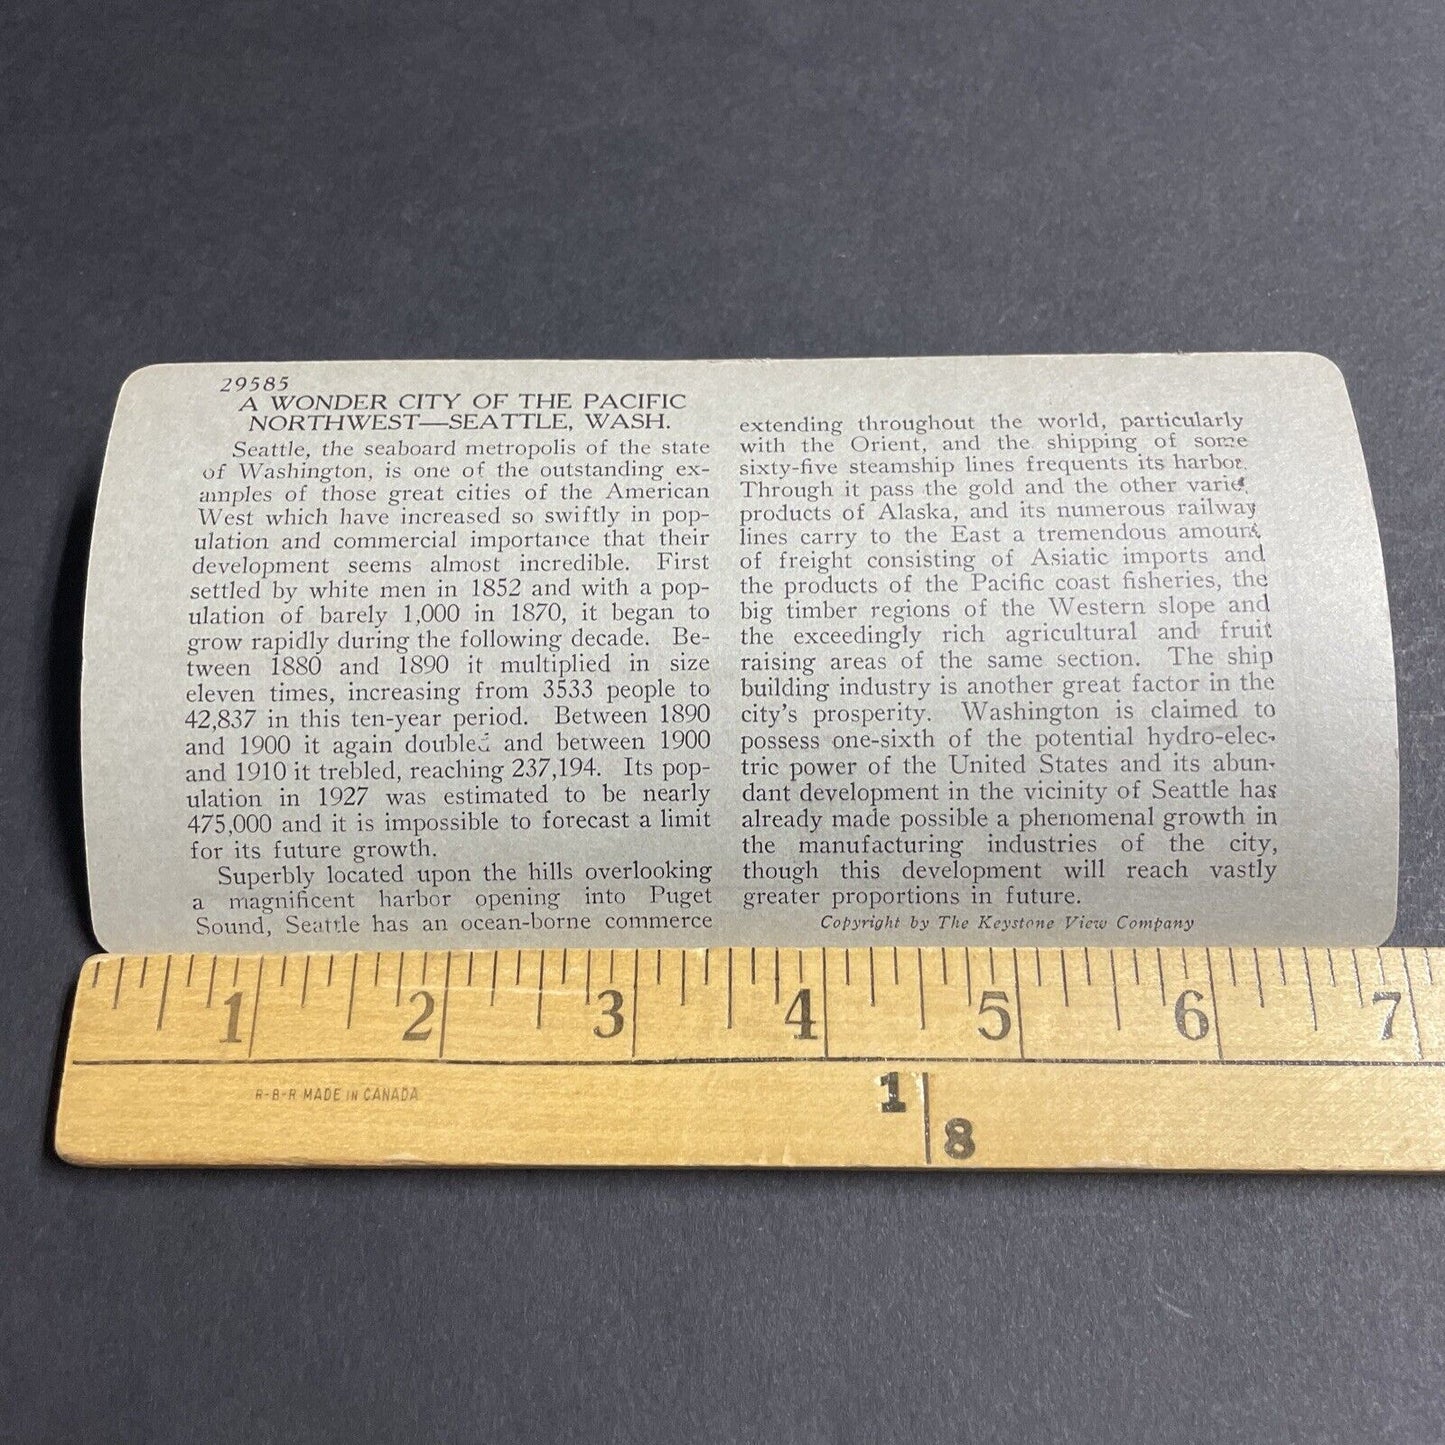 29585
A WONDER CITY OF THE PACIFIC
NORTHWEST—SEATTLE, WASH.
Seattle, the seaboard metropolis of the state
of Washington, is one of the outstanding ex-
amples of those great cities of the American
West which have increased so swiftly in pop-
ulation and commercial importance that their
development seems almost incredible. First
settled by white men in 1852 and with a pop-
ulation of barely 1,000 in 1870, it began to
grow rapidly during the following decade. Be-
tween 1880 and 1890 it multiplied in size
eleven times, increasing from 3533 people to
42,837 in this ten-year period. Between 1890
and 1900 it again doubled and between 1900
and 1910 it trebled, reaching 237,194. Its pop-
ulation in 1927 was estimated to be nearly
475,000 and it is impossible to forecast a limit
for its future growth.
Superbly located upon the hills overlooking
a magnificent harbor opening into Puget
Sound, Seattle has an ocean-borne commerce
extending throughout the world, particularly
with the Orient, and the shipping of some
sixty-five steamship lines frequents its harbor.
Through it pass the gold and the other varied
products of Alaska, and its numerous railway
lines carry to the East a tremendous amount
of freight consisting of Asiatic imports and
the products of the Pacific coast fisheries, the
big timber regions of the Western slope and
the exceedingly rich agricultural and fruit
raising areas of the same section. The ship
building industry is another great factor in the
city's prosperity. Washington is claimed to
possess one-sixth of the potential hydro-elec-
tric power of the United States and its abun-
dant development in the vicinity of Seattle has
already made possible a phenomenal growth in
the manufacturing industries of the city,
though this development will reach vastly
greater proportions in future.
Copyright by The Keystone View Company
1 2 3 4 5 6 7
R-B-R MADE IN CANADA
1
8